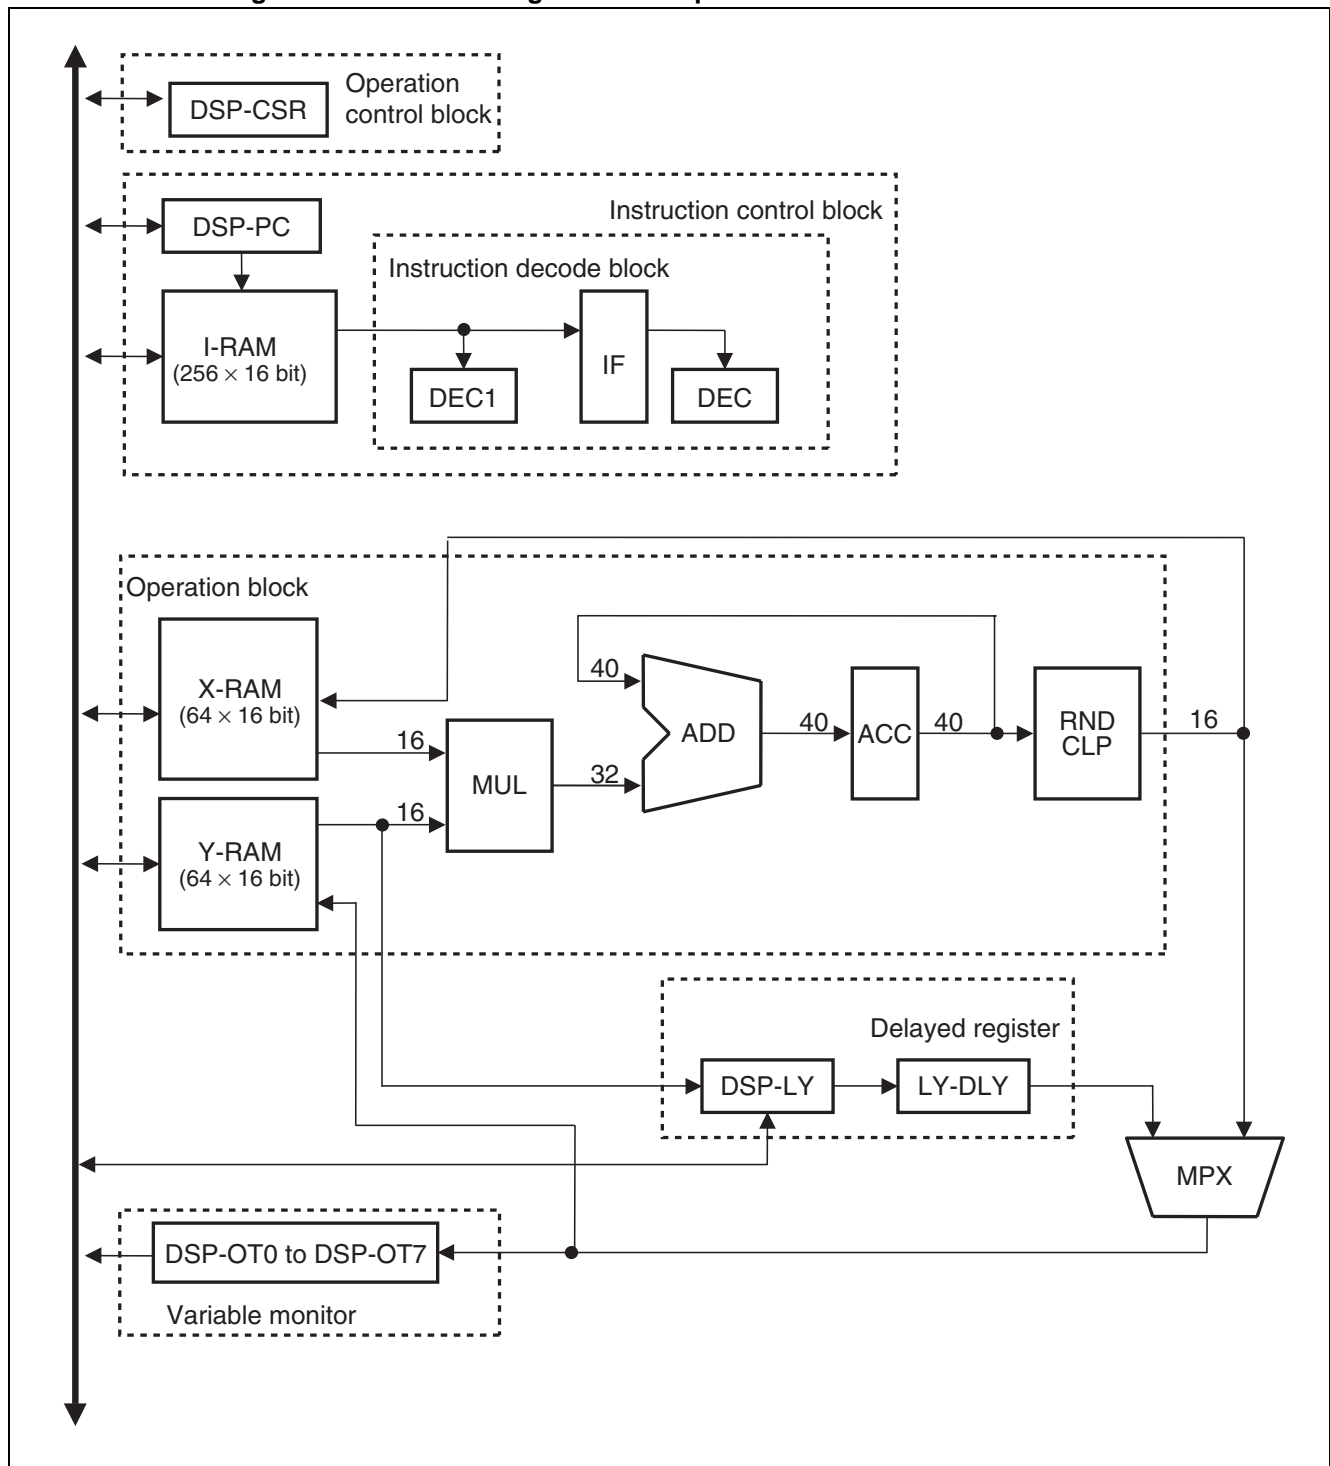 Operation
control block
DSP-CSR
Instruction control block
DSP-PC
Instruction decode block
I-RAM
(256 × 16 bit)
IF
DEC1
DEC
Operation block
X-RAM
(64 × 16 bit)
40
ADD
40
ACC
40
RND
CLP
16
16
MUL
32
16
Y-RAM
(64 × 16 bit)
Delayed register
DSP-LY
LY-DLY
MPX
DSP-OT0 to DSP-OT7
Variable monitor